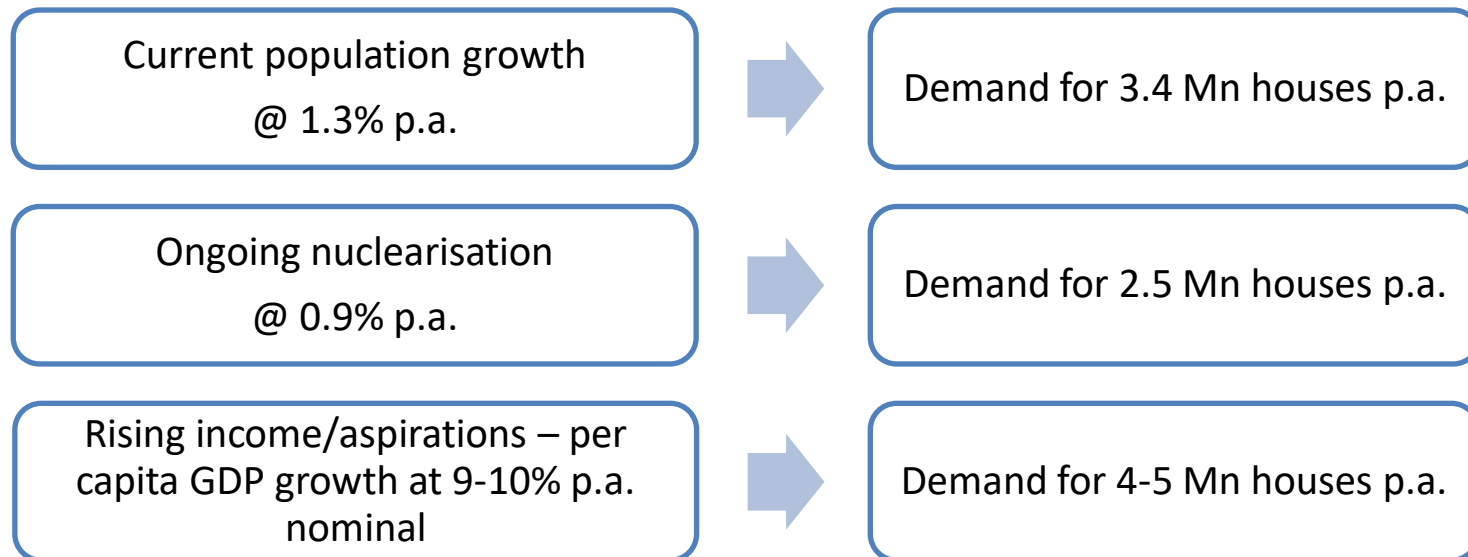 Current population growth
@ 1.3% p.a.
Demand for 3.4 Mn houses p.a.
Ongoing nuclearisation
@ 0.9% p.a.
Demand for 2.5 Mn houses p.a.
Rising income/aspirations – per
capita GDP growth at 9-10% p.a.
nominal
Demand for 4-5 Mn houses p.a.